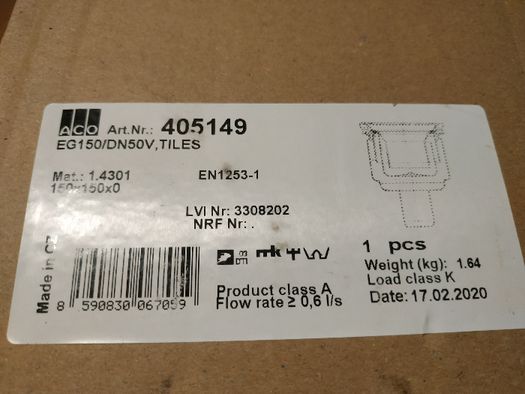 ACO Art.Nr.: 405149
EG150/DN50V,TILES
Mat.: 1.4301 EN1253-1
150x150x0
LVI Nr: 3308202
NRF Nr: .
1 pcs
Weight (kg): 1.64
Load class K
Date: 17.02.2020
Product class A
Flow rate ≥ 0,6 l/s
Made in CZ
8 590830 067059